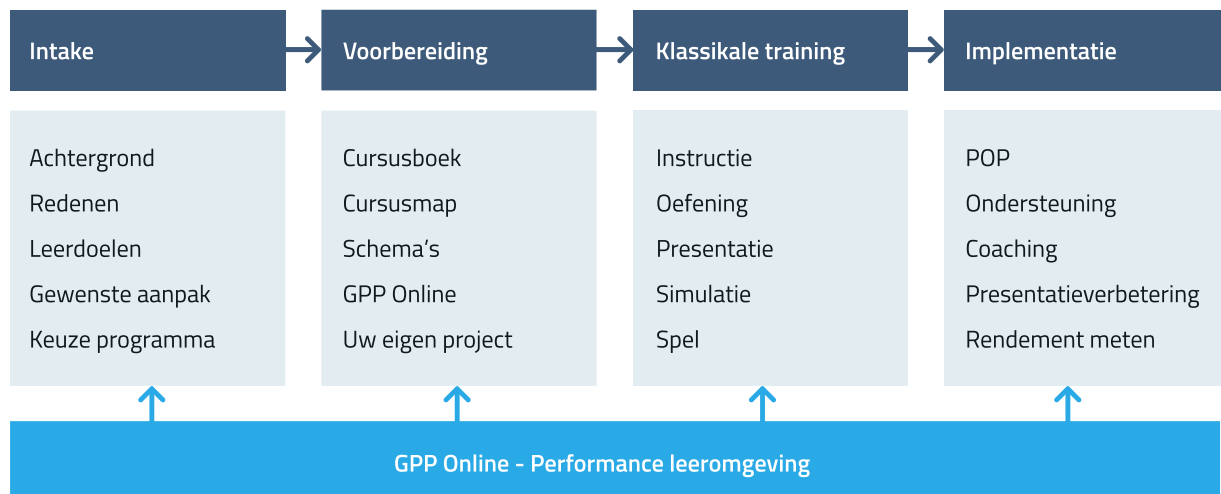 Intake
Voorbereiding
Klassikale training
Implementatie
Achtergrond
Redenen
Leerdoelen
Gewenste aanpak
Keuze programma
Cursusboek
Cursusmap
Schema’s
GPP Online
Uw eigen project
Instructie
Oefening
Presentatie
Simulatie
Spel
POP
Ondersteuning
Coaching
Presentatieverbetering
Rendement meten
GPP Online - Performance leeromgeving